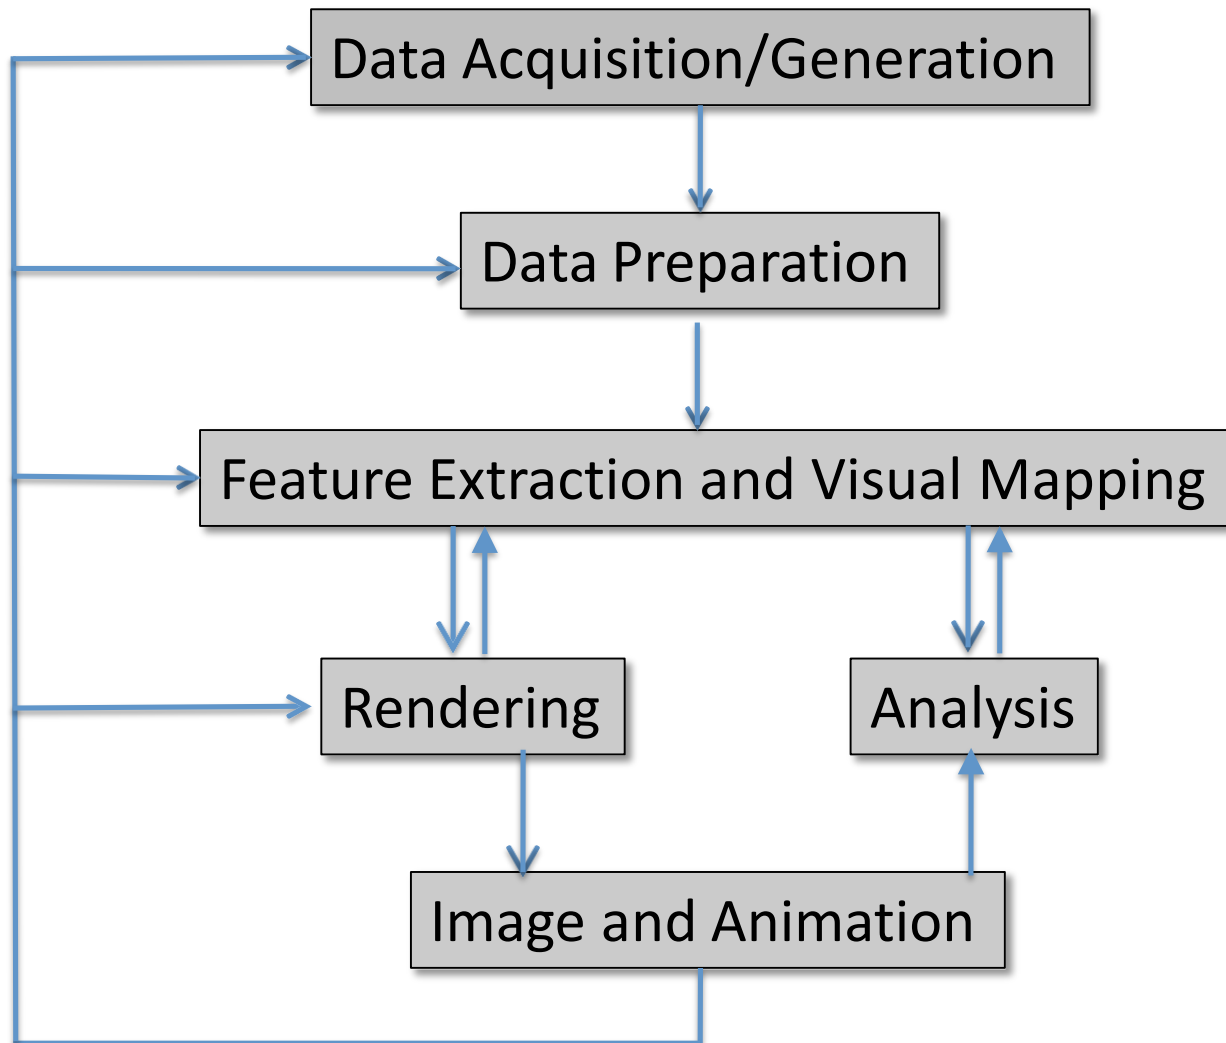 Data Acquisition/Generation
Data Preparation
Feature Extraction and Visual Mapping
Rendering
Analysis
Image and Animation